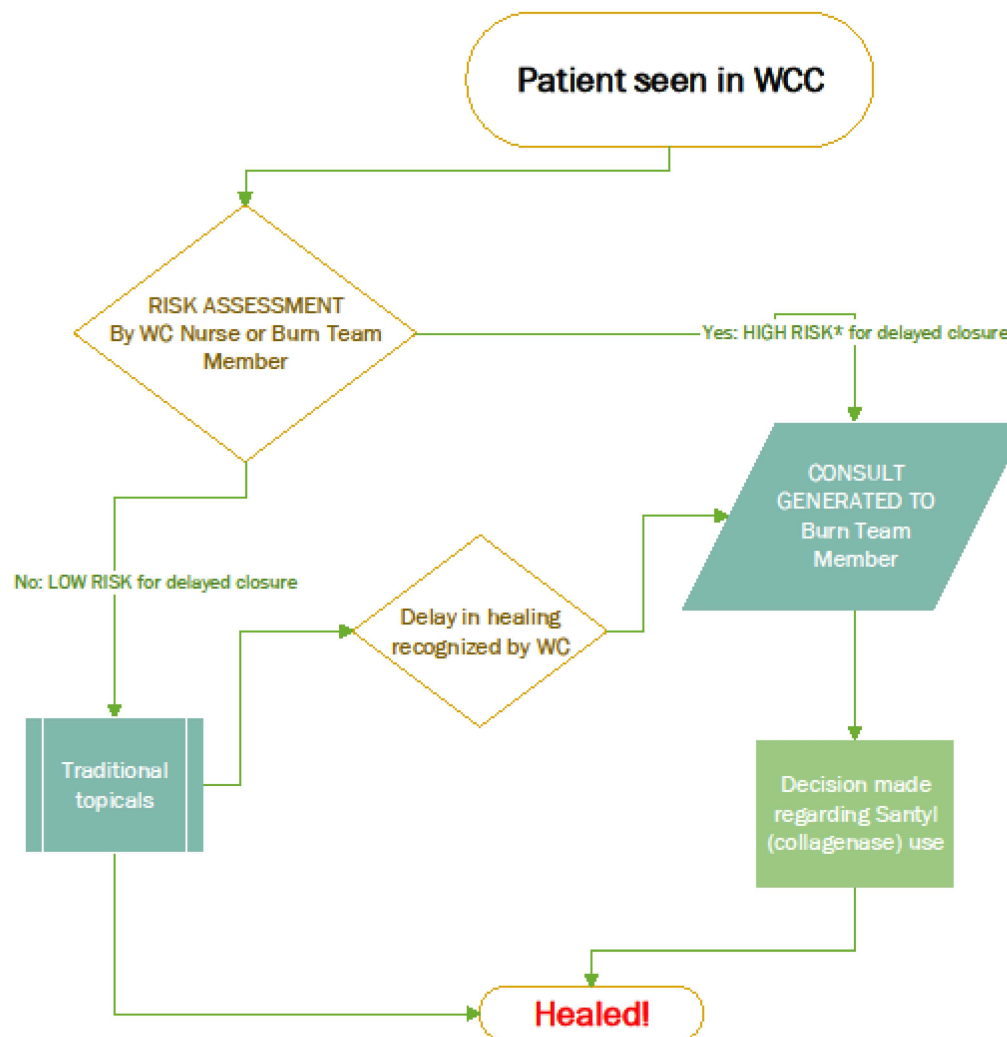 Patient seen in WCC
RISK ASSESSMENT
By WC Nurse or Burn Team
Member
Yes: HIGH RISK* for delayed closure
CONSULT
GENERATED TO
Burn Team
Member
No: LOW RISK for delayed closure
Delay in healing
recognized by WC
Traditional
topicals
Decision made
regarding Santyl
(collagenase) use
Healed!